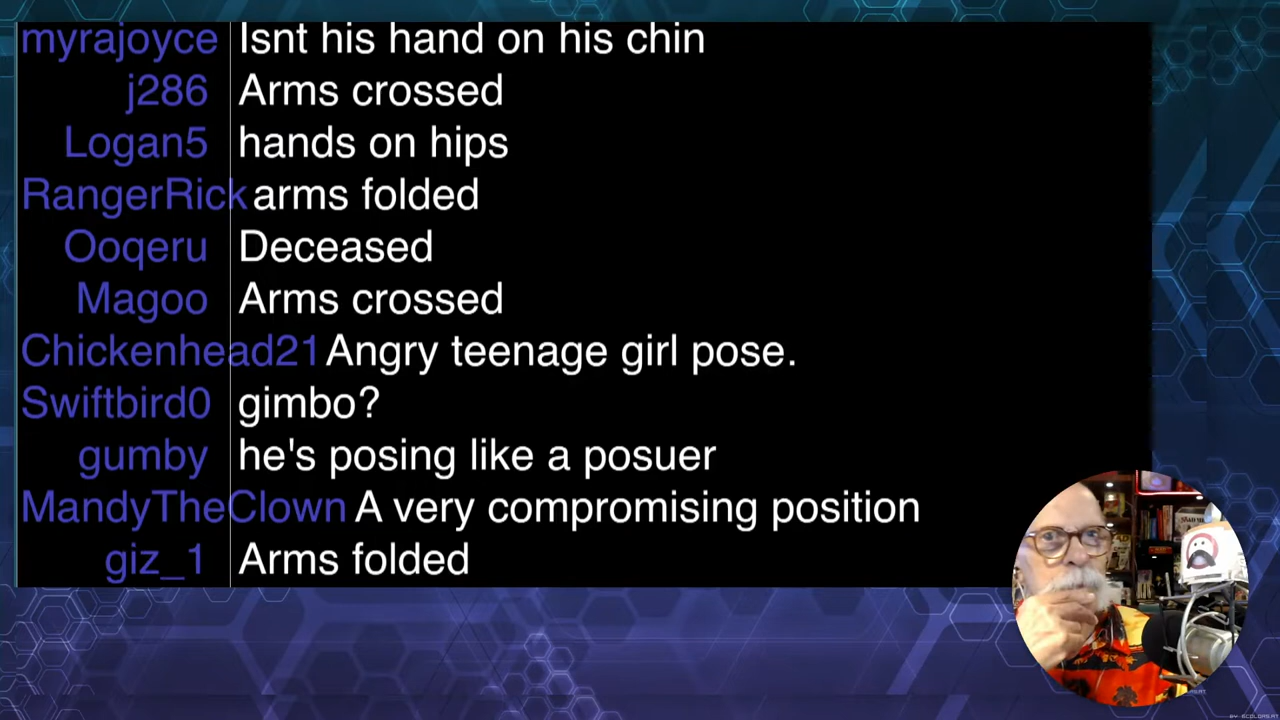 myrajoyce Isnt his hand on his chin
j286 Arms crossed
Logan5 hands on hips
RangerRick arms folded
Ooqeru Deceased
Magoo Arms crossed
Chickenhead21 Angry teenage girl pose.
Swiftbird0 gimbo?
gumby he's posing like a posuer
MandyTheClown A very compromising position
giz_1 Arms folded